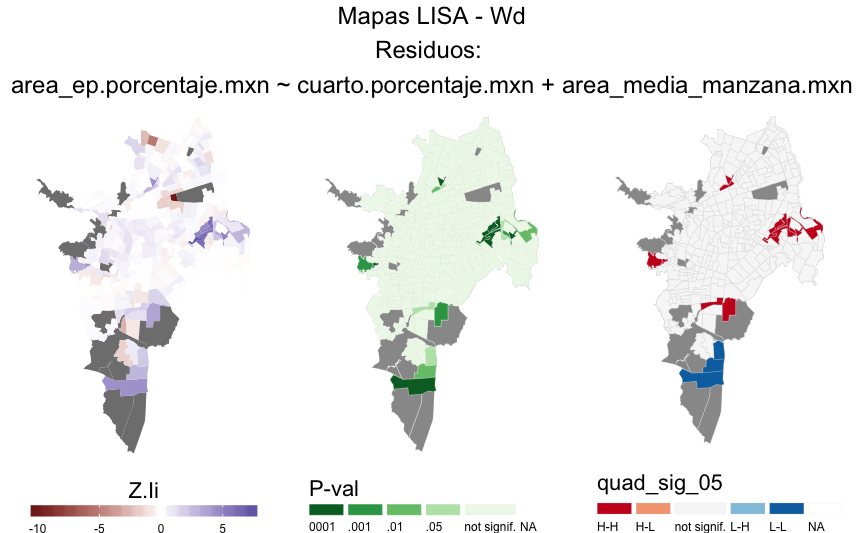 Mapas LISA - Wd
Residuos:
area_ep.porcentaje.mxn ~ cuarto.porcentaje.mxn + area_media_manzana.mxn
Z.Ii
-10 -5 0 5
P-val
0001 .001 .01 .05 not signif. NA
quad_sig_05
H-H H-L not signif. L-H L-L NA